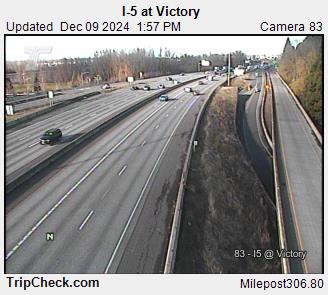 I-5 at Victory
Updated Dec 09 2024 1:57 PM Camera 83
N
83 - I5 @ Victory
TripCheck.com Milepost306.80